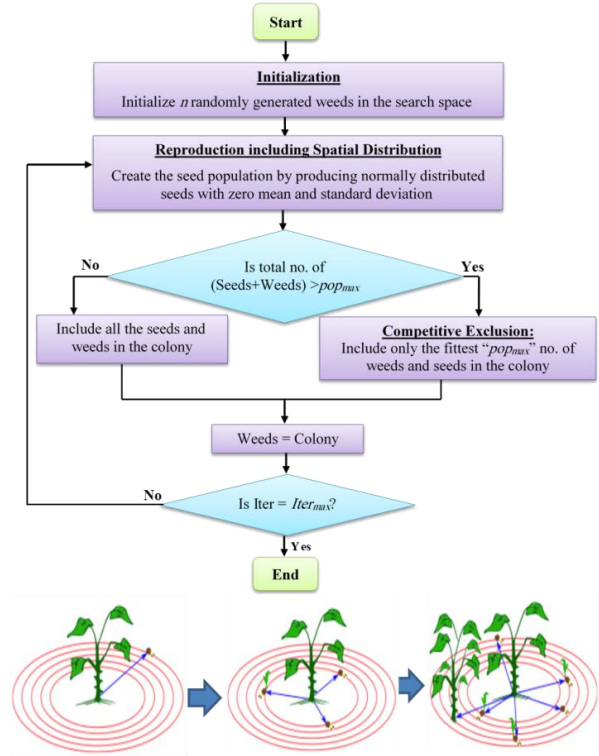 Start
Initialization
Initialize n randomly generated weeds in the search space
Reproduction including Spatial Distribution
Create the seed population by producing normally distributed
seeds with zero mean and standard deviation
No
Is total no. of
(Seeds+Weeds) >popmax
Yes
Include all the seeds and
weeds in the colony
Competitive Exclusion:
Include only the fittest “popmax” no. of
weeds and seeds in the colony
Weeds = Colony
No
Is Iter = Itermax?
Yes
End